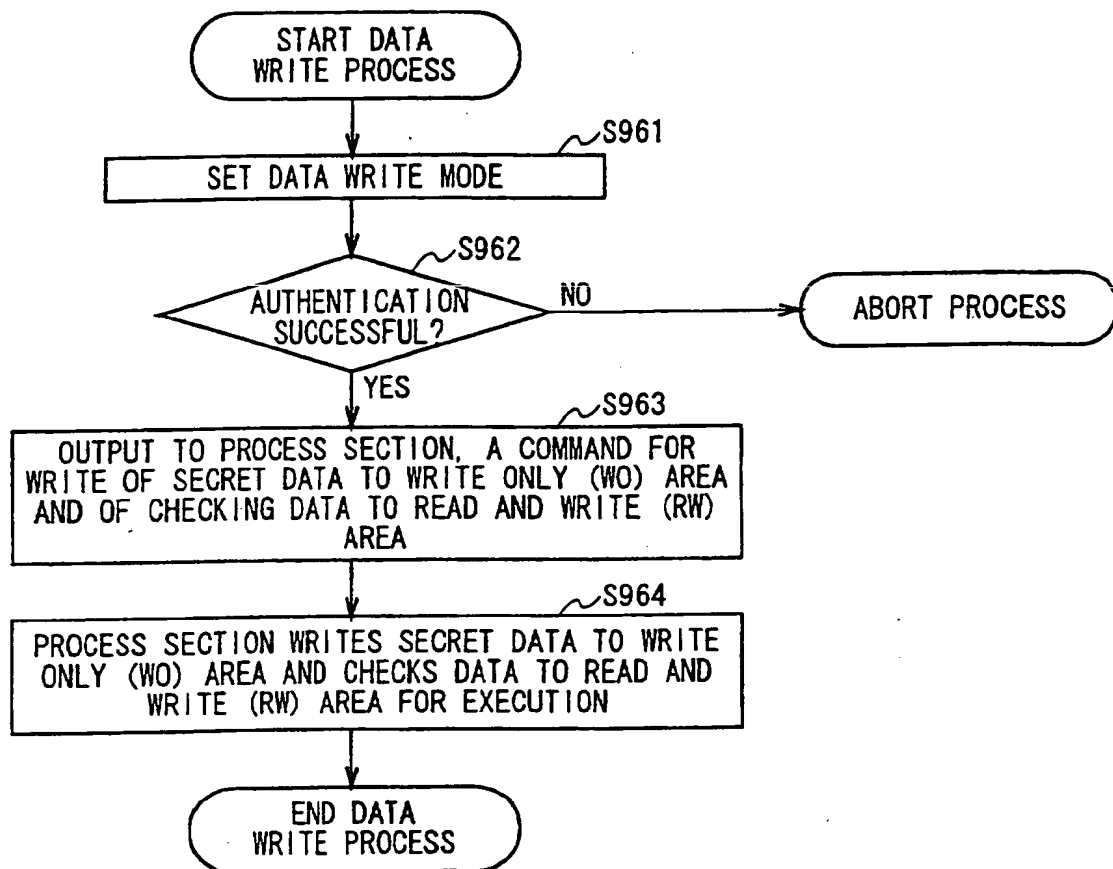 START DATA
WRITE PROCESS
S961
SET DATA WRITE MODE
S962
AUTHENTICATION
SUCCESSFUL?
NO
ABORT PROCESS
YES
S963
OUTPUT TO PROCESS SECTION, A COMMAND FOR
WRITE OF SECRET DATA TO WRITE ONLY (WO) AREA
AND OF CHECKING DATA TO READ AND WRITE (RW)
AREA
S964
PROCESS SECTION WRITES SECRET DATA TO WRITE
ONLY (WO) AREA AND CHECKS DATA TO READ AND
WRITE (RW) AREA FOR EXECUTION
END DATA
WRITE PROCESS